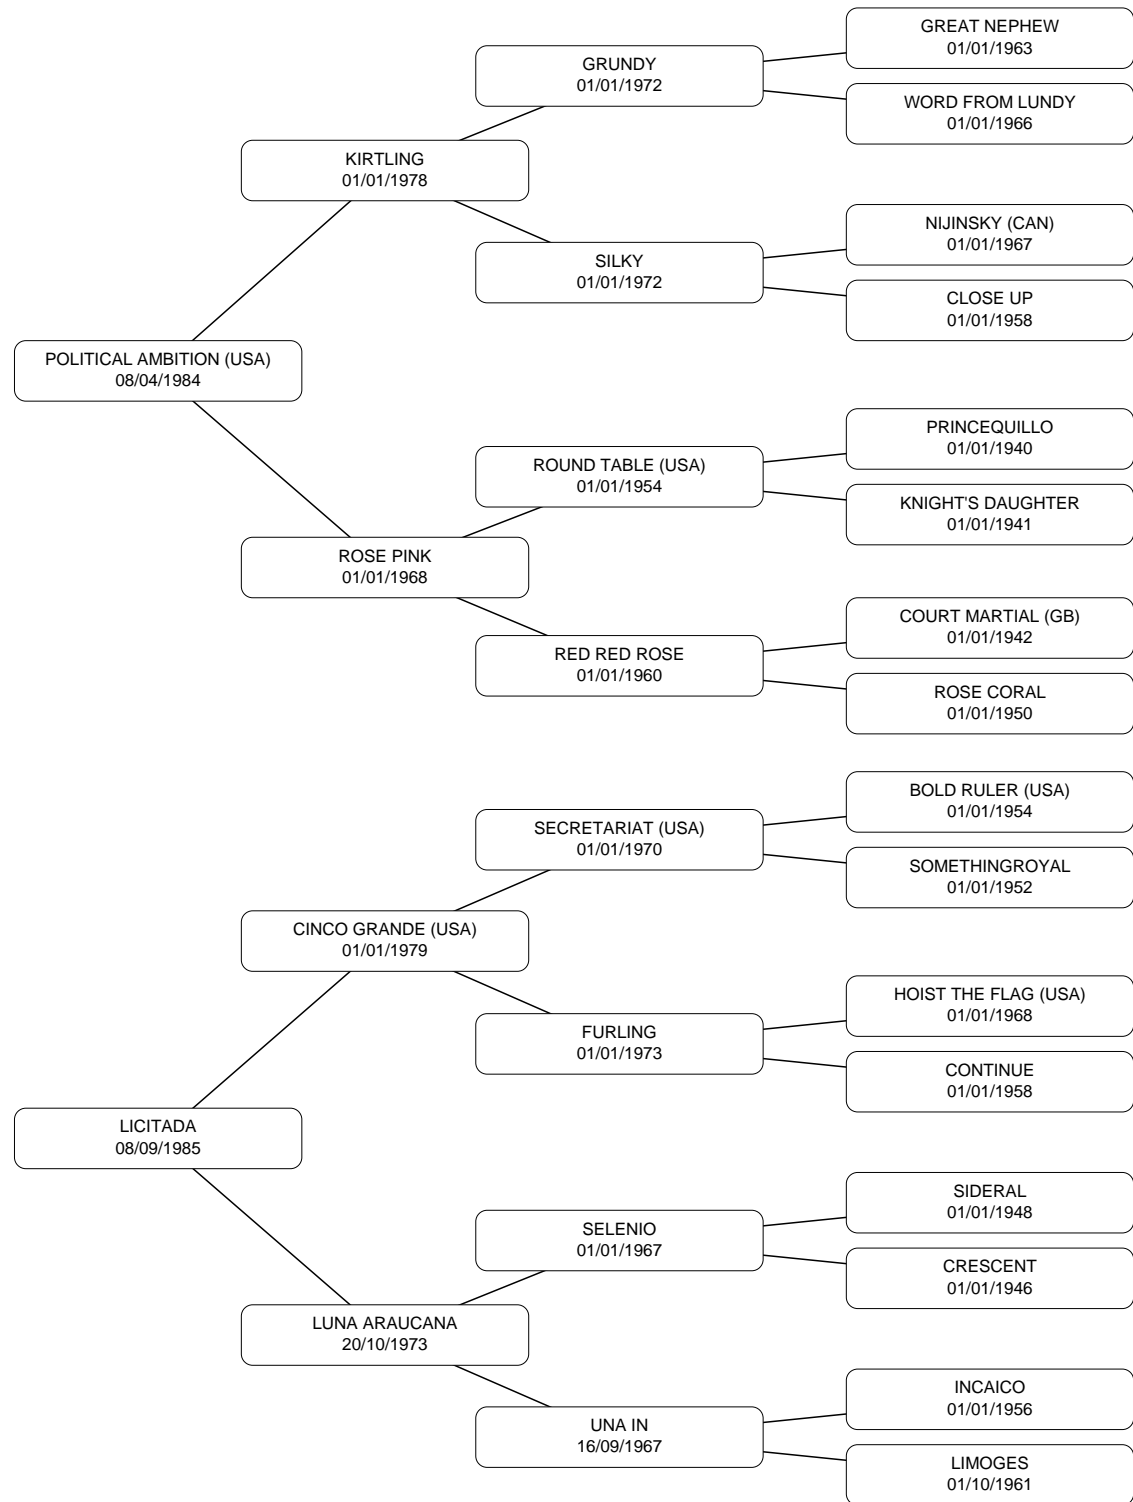 GREAT NEPHEW
01/01/1963
GRUNDY
01/01/1972
WORD FROM LUNDY
01/01/1966
KIRTLING
01/01/1978
NIJINSKY (CAN)
01/01/1967
SILKY
01/01/1972
CLOSE UP
01/01/1958
POLITICAL AMBITION (USA)
08/04/1984
PRINCEQUILLO
01/01/1940
ROUND TABLE (USA)
01/01/1954
KNIGHT'S DAUGHTER
01/01/1941
ROSE PINK
01/01/1968
COURT MARTIAL (GB)
01/01/1942
RED RED ROSE
01/01/1960
ROSE CORAL
01/01/1950
BOLD RULER (USA)
01/01/1954
SECRETARIAT (USA)
01/01/1970
SOMETHINGROYAL
01/01/1952
CINCO GRANDE (USA)
01/01/1979
HOIST THE FLAG (USA)
01/01/1968
FURLING
01/01/1973
CONTINUE
01/01/1958
LICITADA
08/09/1985
SIDERAL
01/01/1948
SELENIO
01/01/1967
CRESCENT
01/01/1946
LUNA ARAUCANA
20/10/1973
INCAICO
01/01/1956
UNA IN
16/09/1967
LIMOGES
01/10/1961